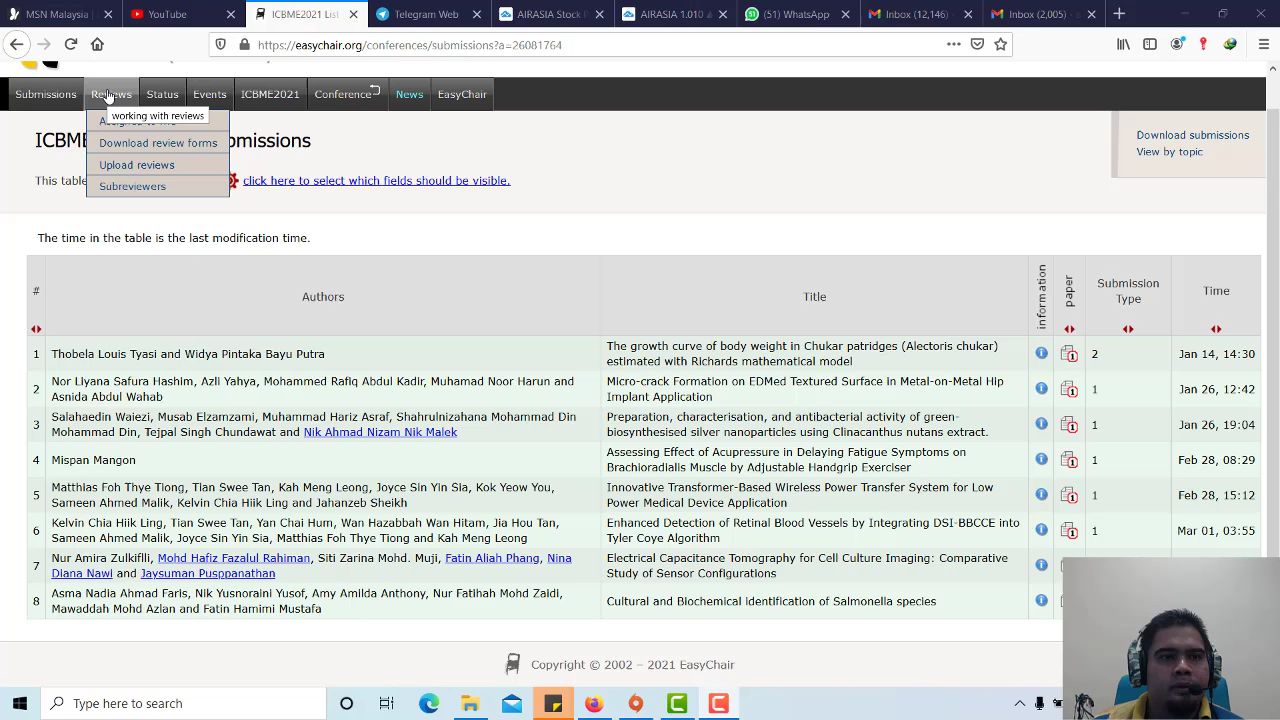 MSN Malaysia |
YouTube
ICBME2021 Lis
Telegram Web
AIRASIA Stock P
AIRASIA 1.010
(51) WhatsApp
Inbox (12,146)
Inbox (2,005) -
https://easychair.org/conferences/submissions?a=26081764
Submissions
Reviews
Status
Events
ICBME2021
Conference
News
EasyChair
working with reviews
Download review forms
Upload reviews
Subreviewers
Download submissions
View by topic
This table
click here to select which fields should be visible.
The time in the table is the last modification time.
# Authors Title information paper Submission Type Time
1 Thobela Louis Tyasi and Widya Pintaka Bayu Putra
The growth curve of body weight in Chukar patridges (Alectoris chukar)
estimated with Richards mathematical model
2 Jan 14, 14:30
2 Nor Liyana Safura Hashim, Azli Yahya, Mohammed Rafiq Abdul Kadir, Muhamad Noor Harun and
Asnida Abdul Wahab
Micro-crack Formation on EDMed Textured Surface in Metal-on-Metal Hip
Implant Application
1 Jan 26, 12:42
3 Salahaedin Waiezi, Musab Elzamzami, Muhammad Hariz Asraf, Shahrulnizahana Mohammad Din
Mohammad Din, Tejpal Singh Chundawat and Nik Ahmad Nizam Nik Malek
Preparation, characterisation, and antibacterial activity of green-
biosynthesised silver nanoparticles using Clinacanthus nutans extract.
1 Jan 26, 19:04
4 Mispan Mangon
Assessing Effect of Acupressure in Delaying Fatigue Symptoms on
Brachioradialis Muscle by Adjustable Handgrip Exerciser
1 Feb 28, 08:29
5 Matthias Foh Thye Tiong, Tian Swee Tan, Kah Meng Leong, Joyce Sin Yin Sia, Kok Yeow You,
Sameen Ahmed Malik, Kelvin Chia Hiik Ling and Jahanzeb Sheikh
Innovative Transformer-Based Wireless Power Transfer System for Low
Power Medical Device Application
1 Feb 28, 15:12
6 Kelvin Chia Hiik Ling, Tian Swee Tan, Yan Chai Hum, Wan Hazabbah Wan Hitam, Jia Hou Tan,
Sameen Ahmed Malik, Joyce Sin Yin Sia, Matthias Foh Thye Tiong and Kah Meng Leong
Enhanced Detection of Retinal Blood Vessels by Integrating DSI-BBCCE into
Tyler Coye Algorithm
1 Mar 01, 03:55
7 Nur Amira Zulkiflli, Mohd Hafiz Fazalul Rahiman, Siti Zarina Mohd. Muji, Fatin Aliah Phang, Nina
Diana Nawi and Jaysuman Pusppanathan
Electrical Capacitance Tomography for Cell Culture Imaging: Comparative
Study of Sensor Configurations
8 Asma Nadia Ahmad Faris, Nik Yusnoraini Yusof, Amy Amilda Anthony, Nur Fatihah Mohd Zaidi,
Mawaddah Mohd Azlan and Fatin Hamimi Mustafa
Cultural and Biochemical identification of Salmonella species
Copyright © 2002 – 2021 EasyChair
Type here to search